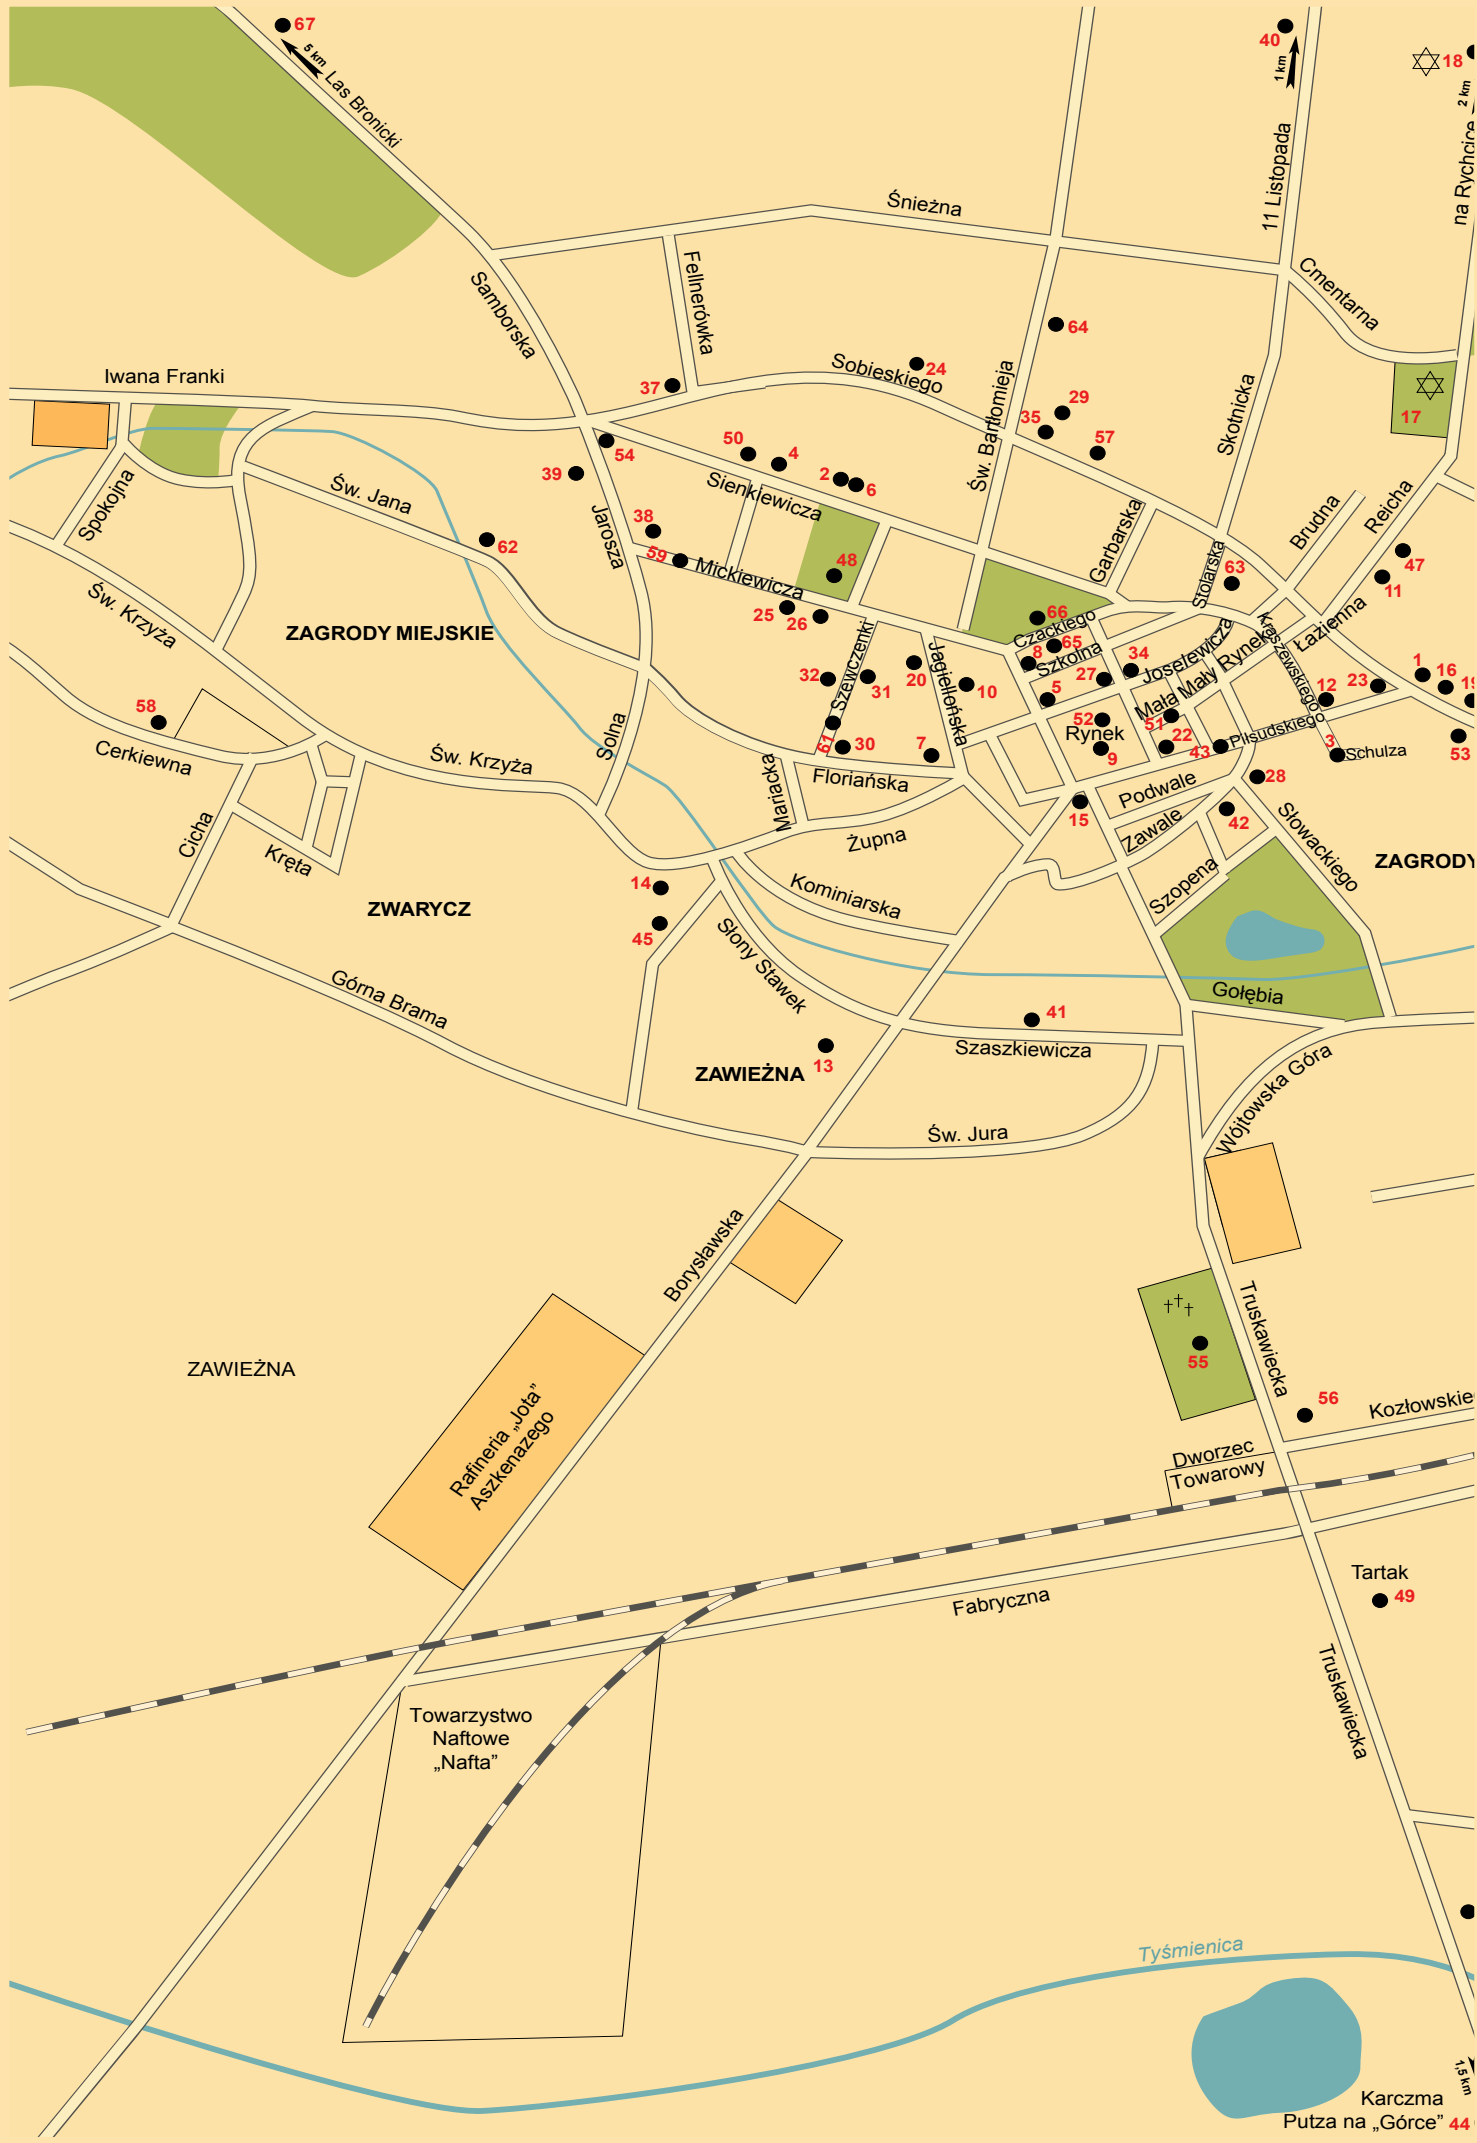 67
5 km
Las Bronicki
40
1 km
18
2 km
na Rychcice
11 Listopada
Śnieżna
Cmentarna
Samborska
Fellnerówka
Iwana Franki
37
Sobieskiego
24
64
Św. Bartłomieja
29
35
57
Skotnicka
17
54
39
50
4
2
6
Sienkiewicza
Spokojna
Św. Jana
62
Jarosza
38
59
Mickiewicza
48
Garbarska
Stolarska
63
Brudna
Reicha
47
11
Łazienna
Św. Krzyża
ZAGRODY MIEJSKIE
25
26
66
Czackiego
65
8
Szkolna
Joselewicza
Mały Rynek
Mała
Kraszewskiego
34
27
5
32
Szewczenki
31
20
Jagiellońska
10
12
23
1
16
19
58
Cerkiewna
Św. Krzyża
Solna
61
30
7
52
Rynek
9
51
22
43
Piłsudskiego
3
Schulza
53
Mariacka
Floriańska
28
Podwale
15
Zawale
42
Słowackiego
Cicha
Kręta
Żupna
ZAGRODY
Szopena
14
Kominiarska
ZWARYCZ
45
Słony Stawek
Górna Brama
Gołębia
41
Szaszkiewicza
13
ZAWIEŻNA
Wójtowska Góra
Św. Jura
Borysławska
Truskawiecka
55
ZAWIEŻNA
Rafineria „Jota”
Aszkenazego
56
Kozłowskie
Dworzec
Towarowy
Tartak
49
Fabryczna
Truskawiecka
Towarzystwo
Naftowe
„Nafta”
Tyśmienica
1,5 km
Karczma
Putza na „Górce” 44